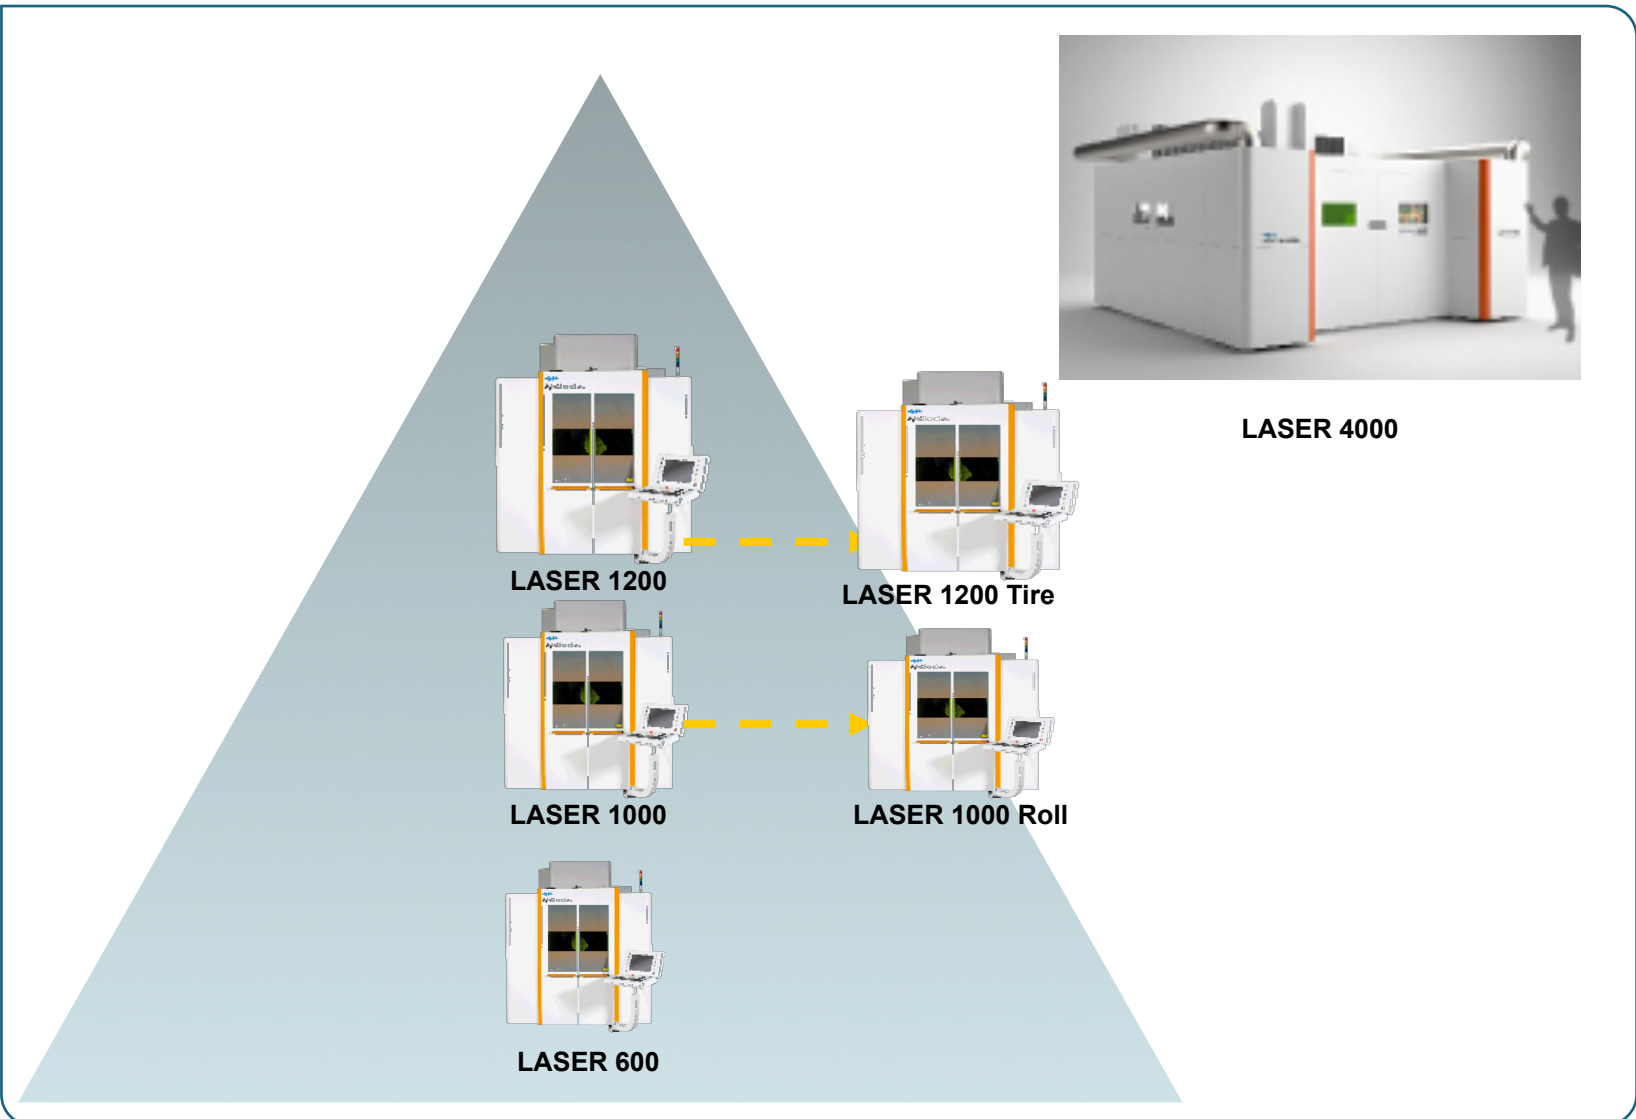 LASER 4000
LASER 1200
LASER 1200 Tire
LASER 1000
LASER 1000 Roll
LASER 600